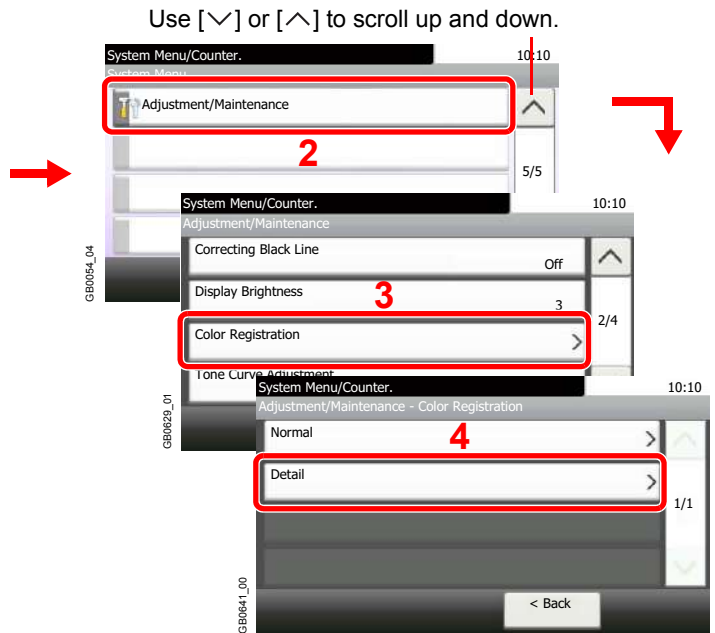 Use [∨] or [∧] to scroll up and down.
System Menu/Counter.
10:10
System Menu
Adjustment/Maintenance
2
5/5
GB0054_04
System Menu/Counter.
10:10
Adjustment/Maintenance
Correcting Black Line
Off
Display Brightness
3
3
2/4
Color Registration
Tone Curve Adjustment
GB0629_01
System Menu/Counter.
10:10
Adjustment/Maintenance - Color Registration
Normal
4
Detail
1/1
GB0641_00
< Back